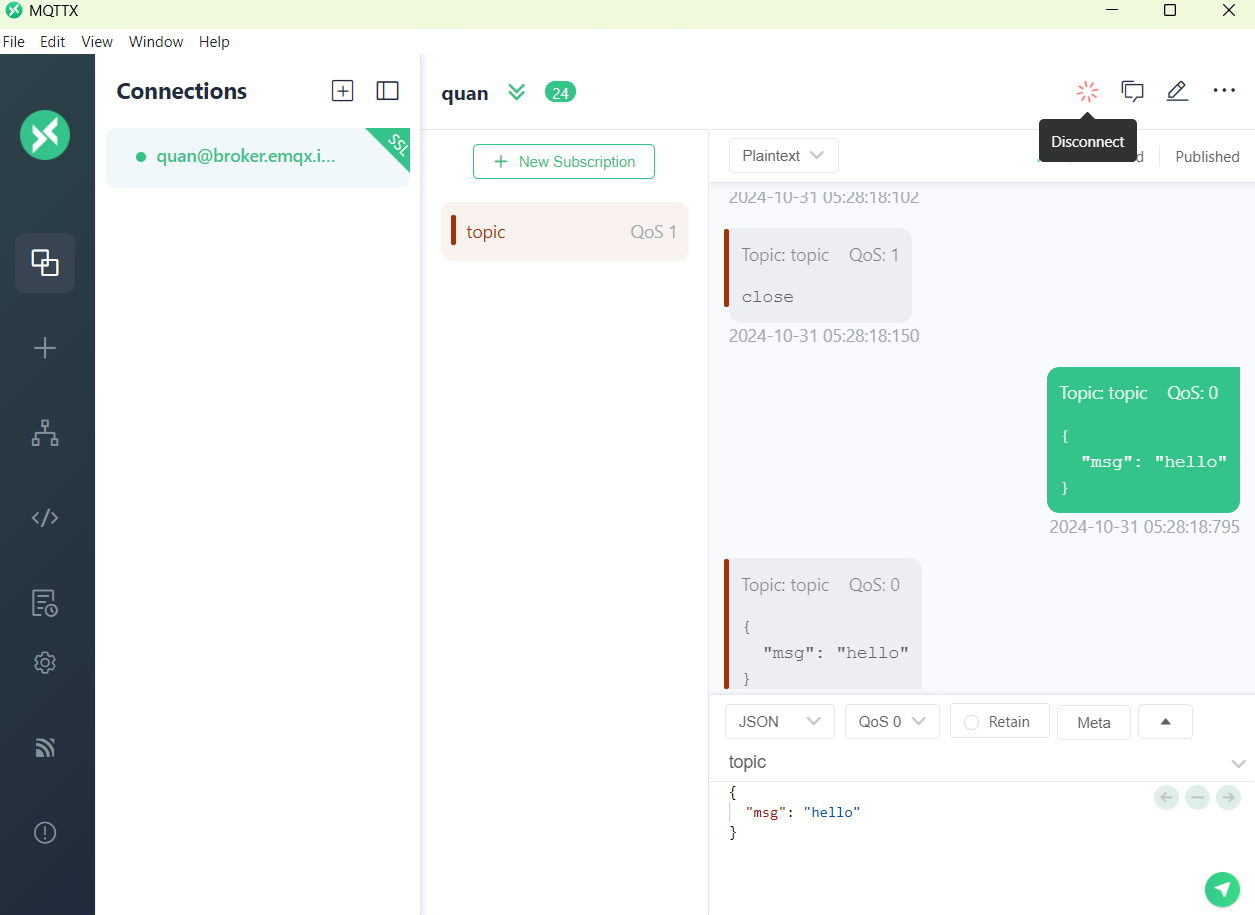 MQTTX
File Edit View Window Help
Connections
quan@broker.emqx.i...
SSL
quan 24
Disconnect
New Subscription
topic QoS 1
Plaintext
Published
2024-10-31 05:28:18:102
Topic: topic QoS: 1
close
2024-10-31 05:28:18:150
Topic: topic QoS: 0
{
"msg": "hello"
}
2024-10-31 05:28:18:795
Topic: topic QoS: 0
{
"msg": "hello"
}
JSON QoS 0 Retain Meta
topic
{
"msg": "hello"
}